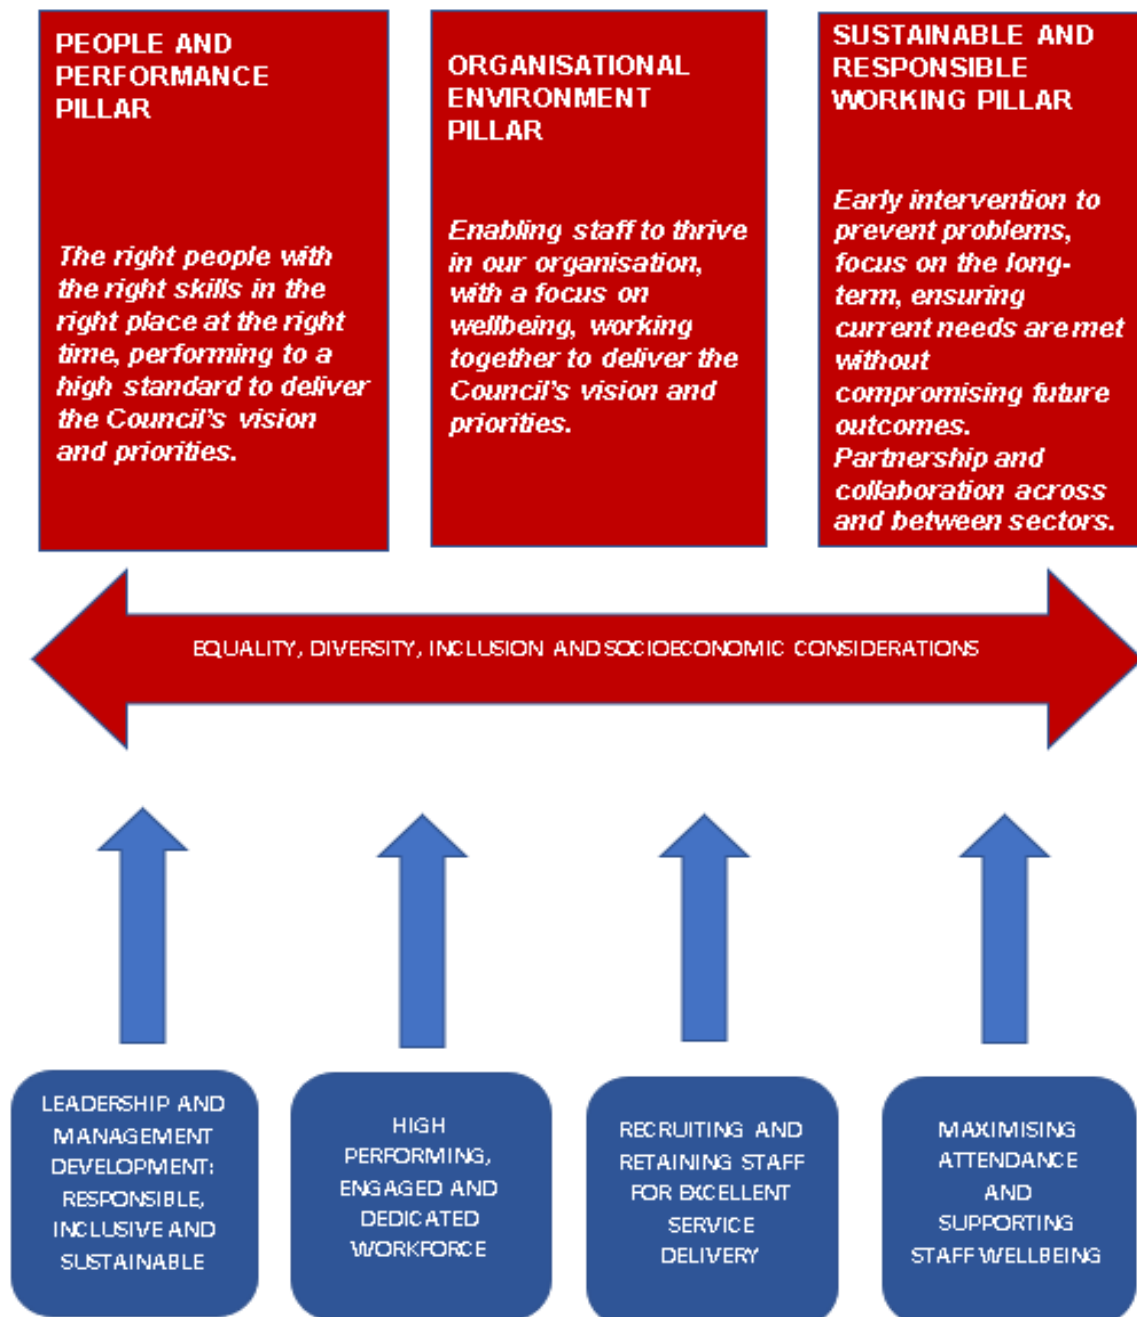 PEOPLE AND
PERFORMANCE
PILLAR
The right people with
the right skills in the
right place at the right
time, performing to a
high standard to deliver
the Council's vision
and priorities.
ORGANISATIONAL
ENVIRONMENT
PILLAR
Enabling staff to thrive
in our organisation,
with a focus on
wellbeing, working
together to deliver the
Council's vision and
priorities.
SUSTAINABLE AND
RESPONSIBLE
WORKING PILLAR
Early intervention to
prevent problems,
focus on the long-
term, ensuring
current needs are met
without
compromising future
outcomes.
Partnership and
collaboration across
and between sectors.
EQUALITY, DIVERSITY, INCLUSION AND SOCIOECONOMIC CONSIDERATIONS
LEADERSHIP AND
MANAGEMENT
DEVELOPMENT:
RESPONSIBLE,
INCLUSIVE AND
SUSTAINABLE
HIGH
PERFORMING,
ENGAGED AND
DEDICATED
WORKFORCE
RECRUITING AND
RETAINING STAFF
FOR EXCELLENT
SERVICE
DELIVERY
MAXIMISING
ATTENDANCE
AND
SUPPORTING
STAFF WELLBEING